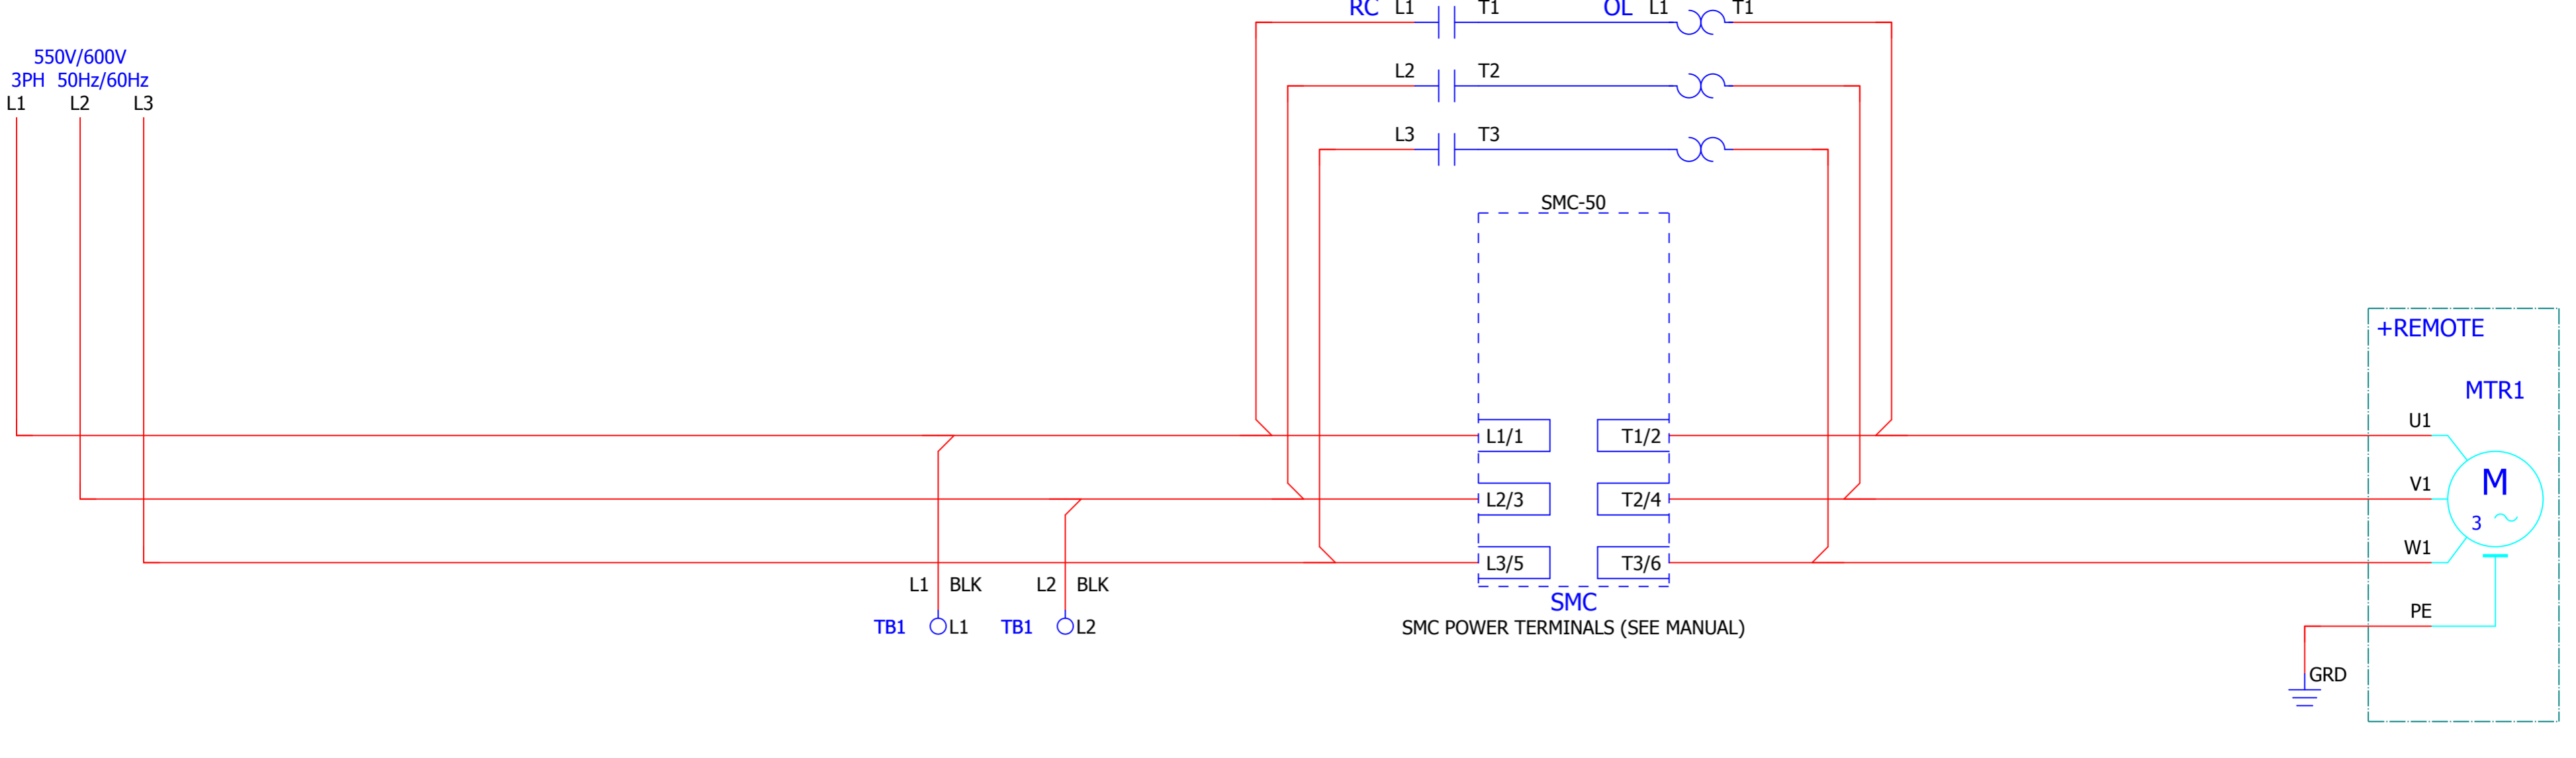 RC L1 T1 OL L1 T1
550V/600V
3PH 50Hz/60Hz
L1 L2 L3
L2 T2
L3 T3
SMC-50
+REMOTE
MTR1
U1
L1/1 T1/2
V1
M
3
L2/3 T2/4
W1
L3/5 T3/6
L1 BLK L2 BLK
SMC
PE
TB1 L1 TB1 L2
SMC POWER TERMINALS (SEE MANUAL)
GRD